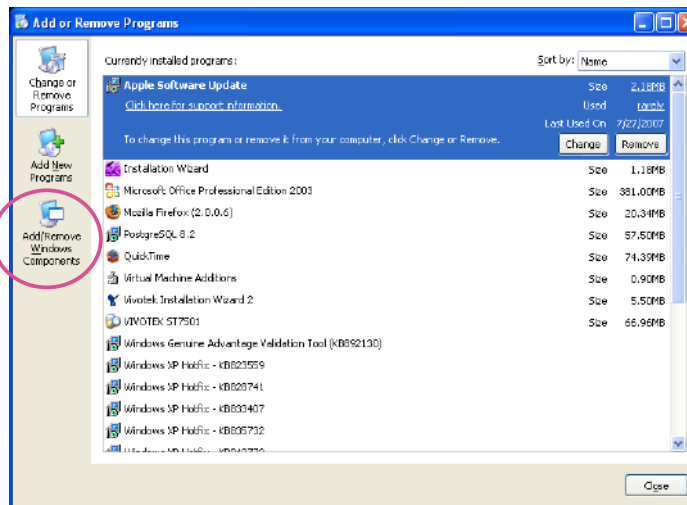 Add or Remove Programs
Change or
Remove
Programs
Add New
Programs
Add/Remove
Windows
Components
Currently installed programs:
Sort by: Name
Apple Software Update Size 2.18MB
Click here for support information. Used rarely
Last Used On 7/27/2007
To change this program or remove it from your computer, click Change or Remove. Change Remove
Installation Wizard Size 1.18MB
Microsoft Office Professional Edition 2003 Size 381.00MB
Mozilla Firefox (2.0.0.6) Size 20.34MB
PostgreSQL 8.2 Size 57.50MB
QuickTime Size 74.39MB
Virtual Machine Additions Size 0.90MB
Vivotek Installation Wizard 2 Size 5.50MB
VIVOTEK ST7501 Size 66.96MB
Windows Genuine Advantage Validation Tool (KB892130)
Windows XP Hotfix - KB823559
Windows XP Hotfix - KB828741
Windows XP Hotfix - KB833407
Windows XP Hotfix - KB835732
Windows XP Hotfix
Close